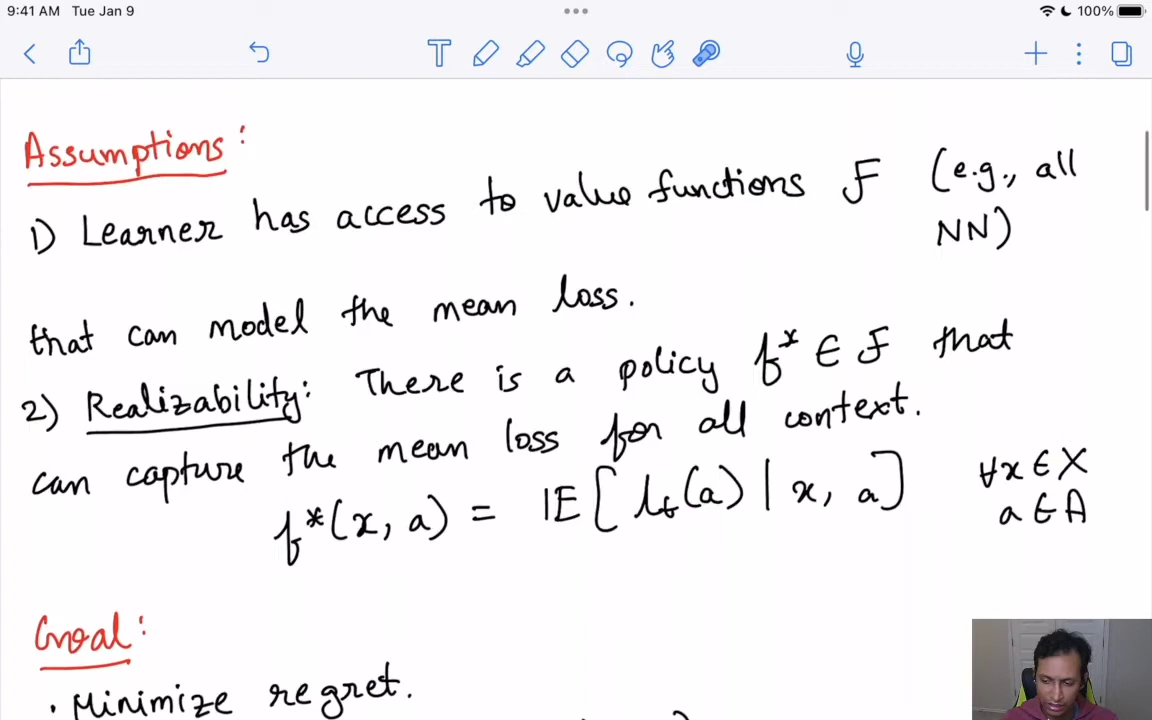 9:41 AM Tue Jan 9
100%
Assumptions:
1) Learner has access to value functions F (e.g., all
NN)
that can model the mean loss.
2) Realizability: There is a policy f* ∈ F that
can capture the mean loss for all context.
f*(x, a) = E[l_t(a) | x, a] ∀x ∈ X
a ∈ A
Goal:
• Minimize regret.